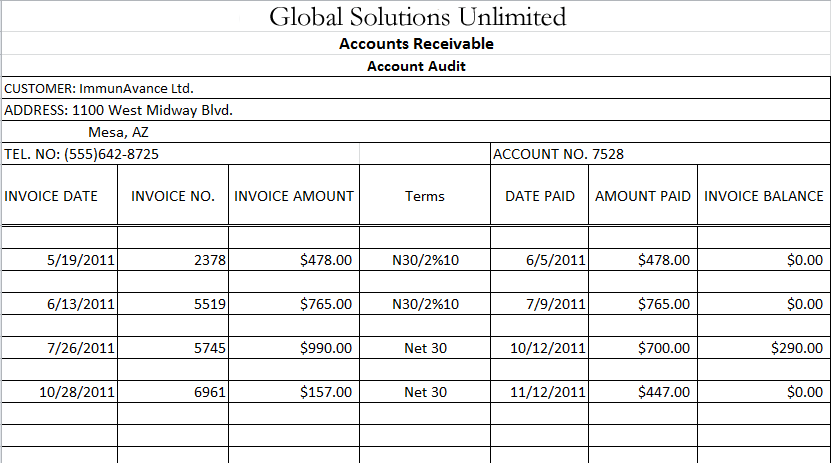 Global Solutions Unlimited
Accounts Receivable
Account Audit
CUSTOMER: ImmunAvance Ltd.
ADDRESS: 1100 West Midway Blvd.
Mesa, AZ
TEL. NO: (555)642-8725 ACCOUNT NO. 7528
INVOICE DATE INVOICE NO. INVOICE AMOUNT Terms DATE PAID AMOUNT PAID INVOICE BALANCE
5/19/2011 2378 $478.00 N30/2%10 6/5/2011 $478.00 $0.00
6/13/2011 5519 $765.00 N30/2%10 7/9/2011 $765.00 $0.00
7/26/2011 5745 $990.00 Net 30 10/12/2011 $700.00 $290.00
10/28/2011 6961 $157.00 Net 30 11/12/2011 $447.00 $0.00